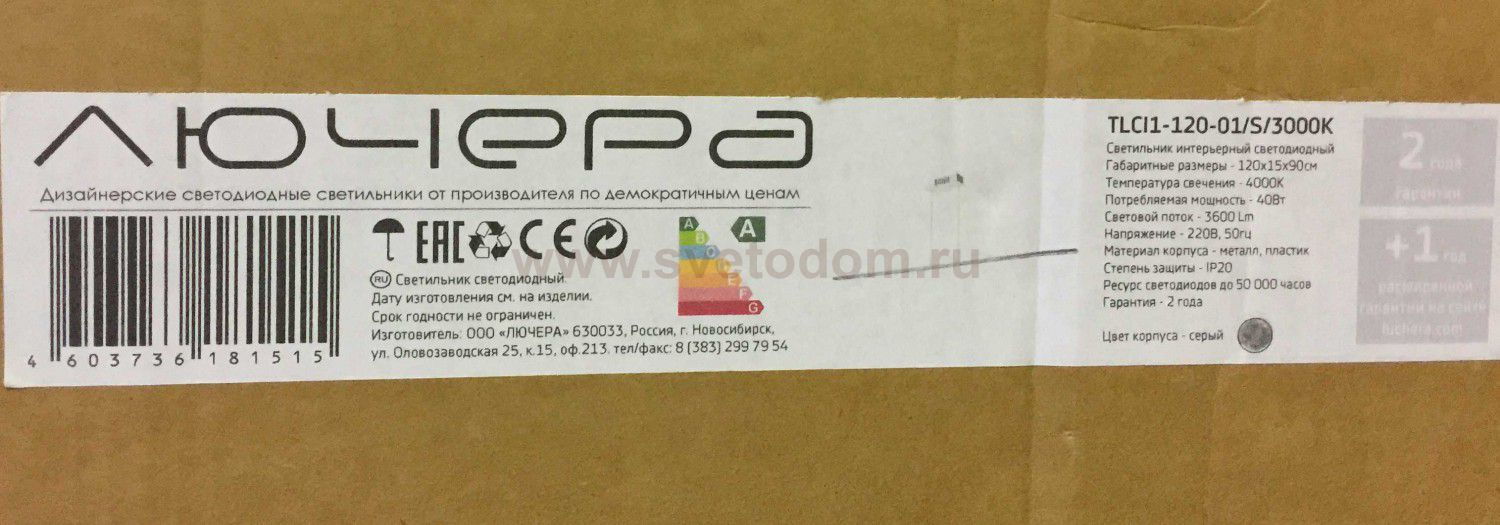 ЛЮЧЕРА
Дизайнерские светодиодные светильники от производителя по демократичным ценам
4 603736 181515
EAC
CE
A
B
D
E
F
G
A
RU Светильник светодиодный.
Дату изготовления см. на изделии.
Срок годности не ограничен.
Изготовитель: ООО «ЛЮЧЕРА» 630033, Россия, г. Новосибирск,
ул. Оловозаводская 25, к.15, оф.213. тел/факс: 8 (383) 299 79 54
www.svetodom.ru
TLCI1-120-01/S/3000K
Светильник интерьерный светодиодный
Габаритные размеры - 120x15x90см
Температура свечения - 4000К
Потребляемая мощность - 40Вт
Световой поток - 3600 Lm
Напряжение - 220В, 50гц
Материал корпуса - металл, пластик
Степень защиты - IP20
Ресурс светодиодов до 50 000 часов
Гарантия - 2 года
Цвет корпуса - серый
2 года
гарантии
+1 год
расширенной
гарантии на сайте
luchera.com